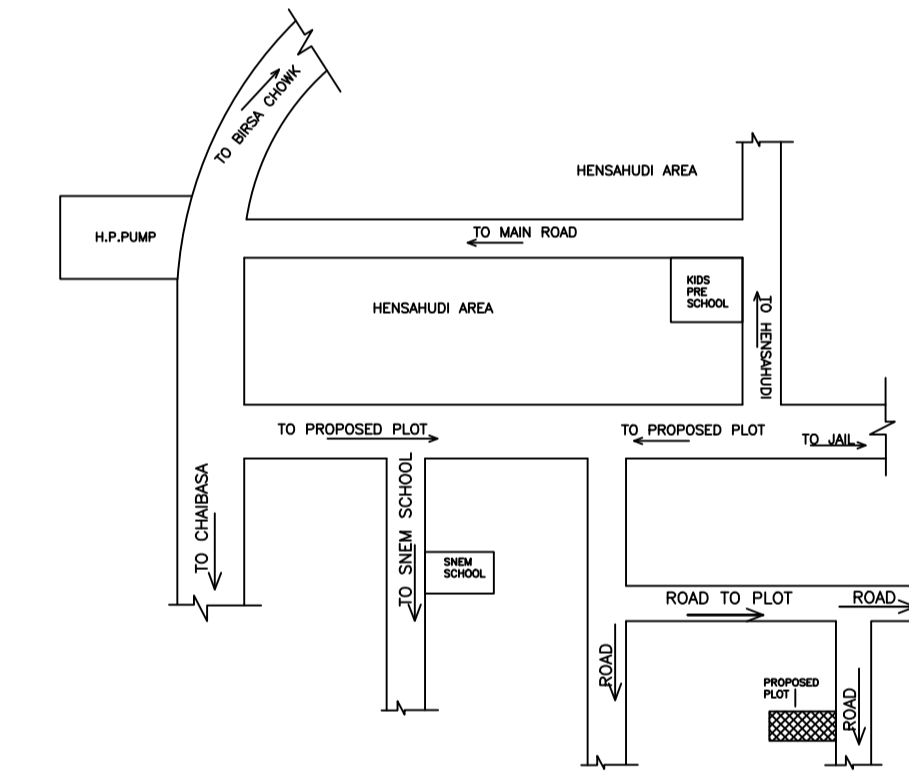 TO BIRSA CHOWK
HENSAHUDI AREA
H.P.PUMP
TO MAIN ROAD
KIDS
PRE
SCHOOL
HENSAHUDI AREA
TO HENSAHUDI
TO PROPOSED PLOT
TO PROPOSED PLOT
TO JAIL
TO CHAIBASA
TO SNEM SCHOOL
SNEM
SCHOOL
ROAD TO PLOT
ROAD
ROAD
PROPOSED
PLOT
ROAD